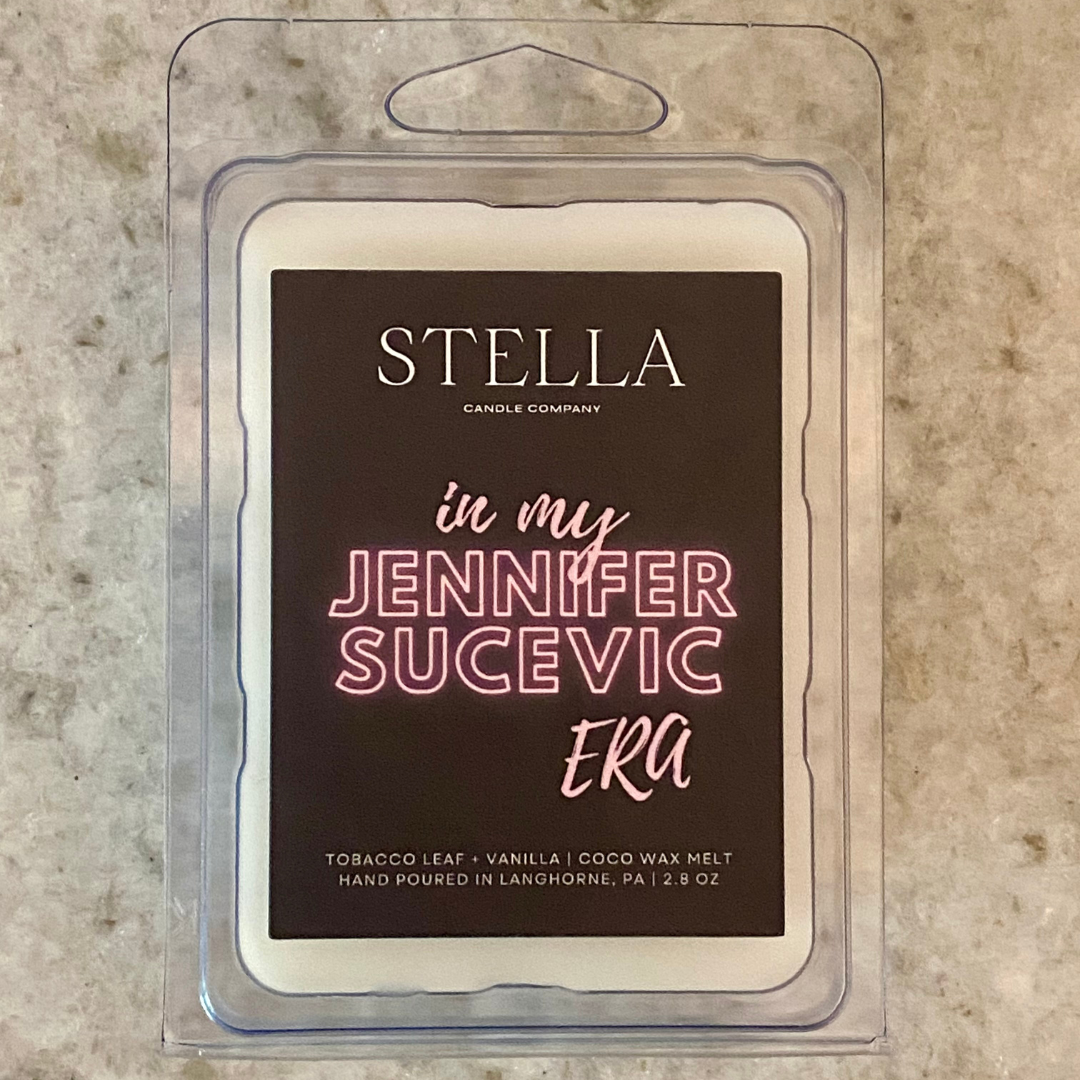 STELLA
CANDLE COMPANY
in my
JENNIFER
SUCEVIC
ERA
TOBACCO LEAF + VANILLA | COCO WAX MELT
HAND POURED IN LANGHORNE, PA | 2.8 OZ